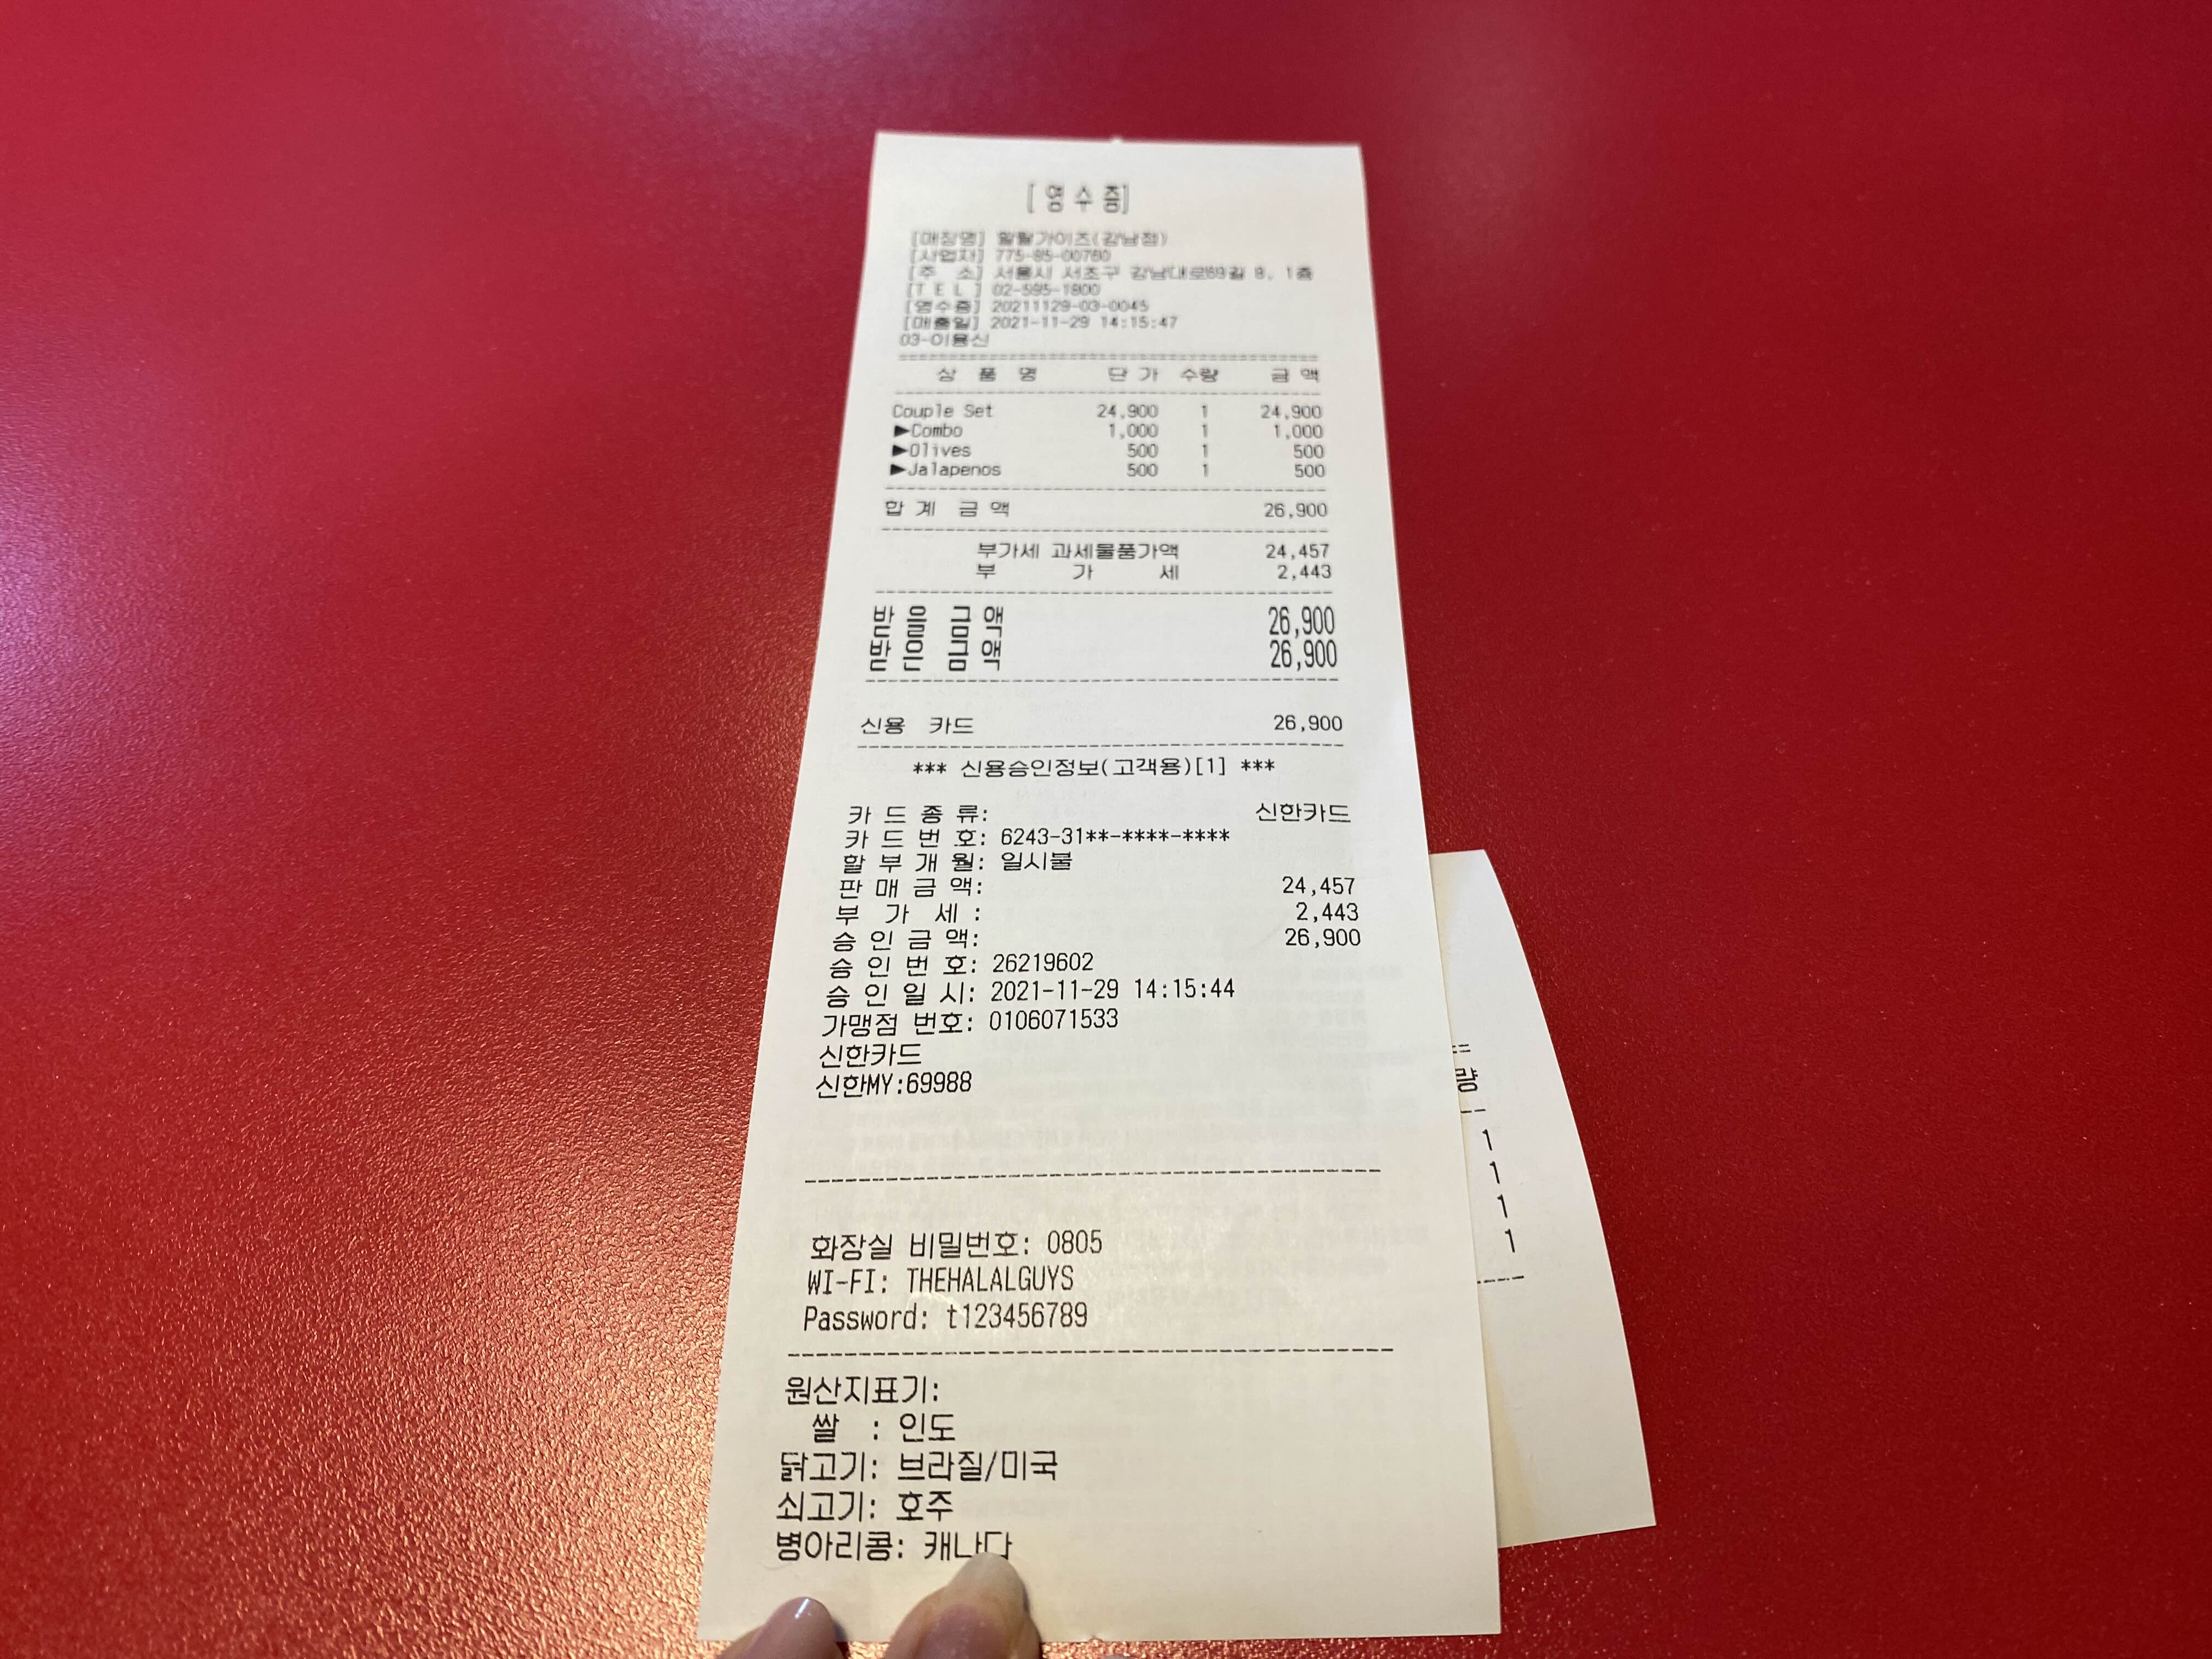 [ 영 수 증]
[매장명] 할랄가이즈(강남점)
[사업자] 775-85-00760
[주 소] 서울시 서초구 강남대로69길 8, 1층
[T E L ] 02-595-1800
[영수증] 20211129-03-0045
[매출일] 2021-11-29 14:15:47
03-이용신
상 품 명 단 가 수량 금 액
Couple Set 24,900 1 24,900
▶Combo 1,000 1 1,000
▶Olives 500 1 500
▶Jalapenos 500 1 500
합 계 금 액 26,900
부가세 과세물품가액 24,457
부 가 세 2,443
받 을 금 액 26,900
받 은 금 액 26,900
신용 카드 26,900
*** 신용승인정보(고객용)[1] ***
카 드 종 류: 신한카드
카 드 번 호: 6243-31**-****-****
할 부 개 월: 일시불
판 매 금 액: 24,457
부 가 세 : 2,443
승 인 금 액: 26,900
승 인 번 호: 26219602
승 인 일 시: 2021-11-29 14:15:44
가맹점 번호: 0106071533
신한카드
신한MY:69988
화장실 비밀번호: 0805
WI-FI: THEHALALGUYS
Password: t123456789
원산지표기:
쌀 : 인도
닭고기: 브라질/미국
쇠고기: 호주
병아리콩: 캐나다
량
1
1
1
1